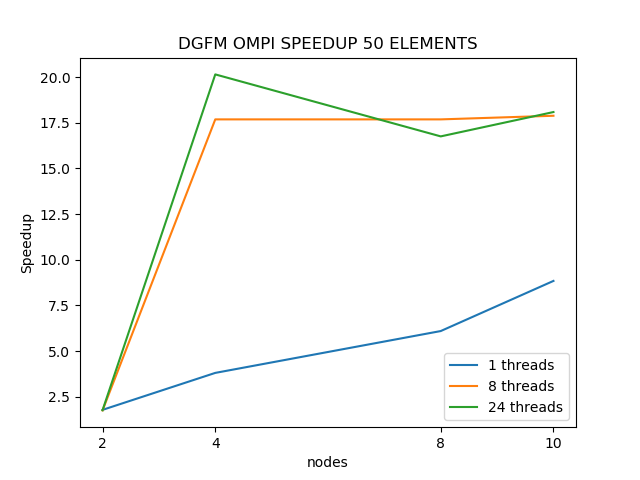 DGFM OMPI SPEEDUP 50 ELEMENTS
20.0
17.5
15.0
12.5
10.0
7.5
5.0
2.5
Speedup
1 threads
8 threads
24 threads
2 4 8 10
nodes